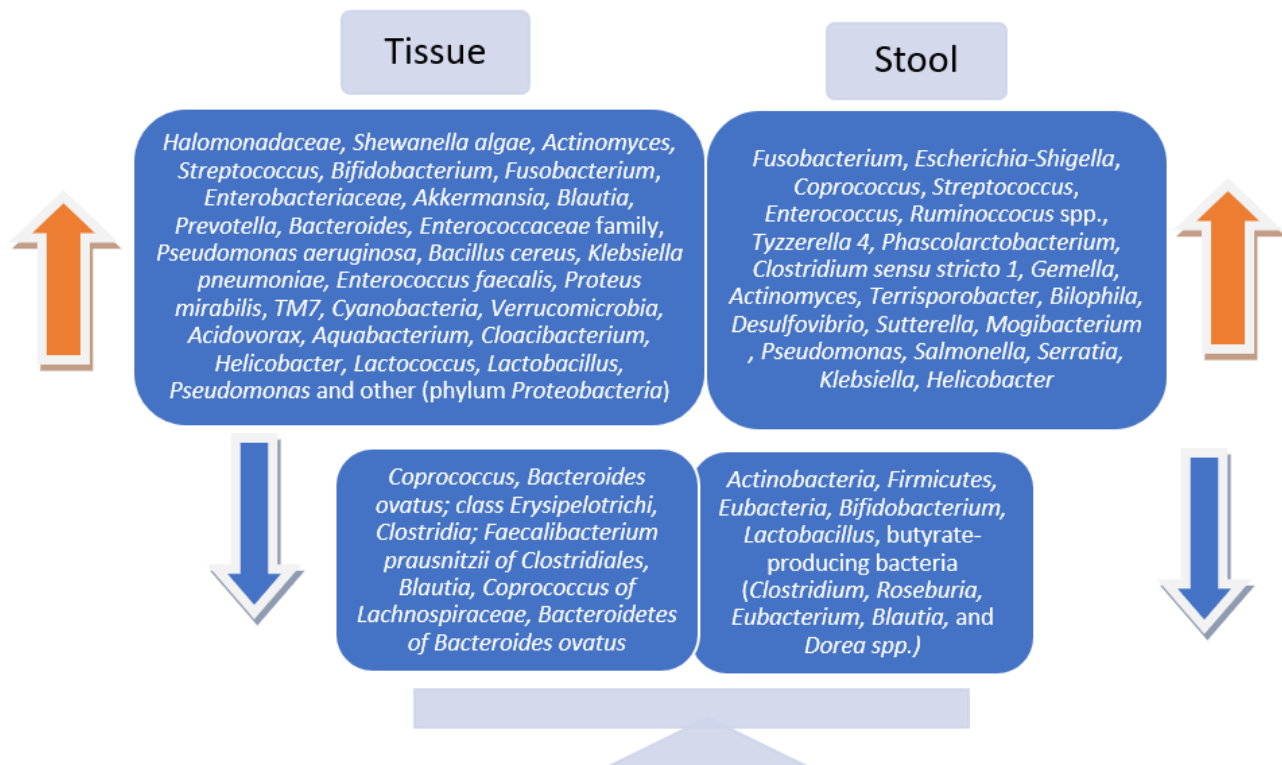 Tissue
Halomonadaceae, Shewanella algae, Actinomyces,
Streptococcus, Bifidobacterium, Fusobacterium,
Enterobacteriaceae, Akkermansia, Blautia,
Prevotella, Bacteroides, Enterococcaceae family,
Pseudomonas aeruginosa, Bacillus cereus, Klebsiella
pneumoniae, Enterococcus faecalis, Proteus
mirabilis, TM7, Cyanobacteria, Verrucomicrobia,
Acidovorax, Aquabacterium, Cloacibacterium,
Helicobacter, Lactococcus, Lactobacillus,
Pseudomonas and other (phylum Proteobacteria)
Stool
Fusobacterium, Escherichia-Shigella,
Coprococcus, Streptococcus,
Enterococcus, Ruminoccocus spp.,
Tyzzerella 4, Phascolarctobacterium,
Clostridium sensu stricto 1, Gemella,
Actinomyces, Terrisporobacter, Bilophila,
Desulfovibrio, Sutterella, Mogibacterium
, Pseudomonas, Salmonella, Serratia,
Klebsiella, Helicobacter
Coprococcus, Bacteroides
ovatus; class Erysipelotrichi,
Clostridia; Faecalibacterium
prausnitzii of Clostridiales,
Blautia, Coprococcus of
Lachnospiraceae, Bacteroidetes
of Bacteroides ovatus
Actinobacteria, Firmicutes,
Eubacteria, Bifidobacterium,
Lactobacillus, butyrate-
producing bacteria
(Clostridium, Roseburia,
Eubacterium, Blautia, and
Dorea spp.)